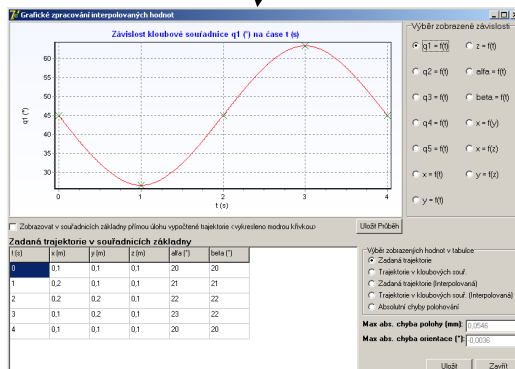 Grafické zpracování interpolovaných hodnot
Závislost kloubové souřadnice q1 (°) na čase t (s)
q1 (°)
60
55
50
45
40
35
30
0 1 2 3 4
t (s)
Výběr zobrazené závislosti
q1 = f(t) z = f(t)
q2 = f(t) alfa = f(t)
q3 = f(t) beta = f(t)
q4 = f(t) x = f(y)
q5 = f(t) x = f(z)
x = f(t) y = f(z)
y = f(t)
Zobrazovat v souřadnicích základny přímou úlohu vypočtené trajektorie <vykresleno modrou křivkou>
Uložit Průběh
Zadaná trajektorie v souřadnicích základny
t (s) x (m) y (m) z (m) alfa (°) beta (°)
0 0,1 0,1 0,1 20 20
1 0,2 0,1 0,1 21 21
2 0,2 0,2 0,1 22 22
3 0,1 0,2 0,1 23 22
4 0,1 0,1 0,1 20 20
Výběr zobrazených hodnot v tabulce
Zadaná trajektorie
Trajektorie v kloubových souř.
Zadaná trajektorie (Interpolovaná)
Trajektorie v kloubových souř. (Interpolovaná)
Absolutní chyby polohování
Max abs. chyba polohy (mm): 0,0546
Max abs. chyba orientace (°): -0,0036
Uložit Zavřít